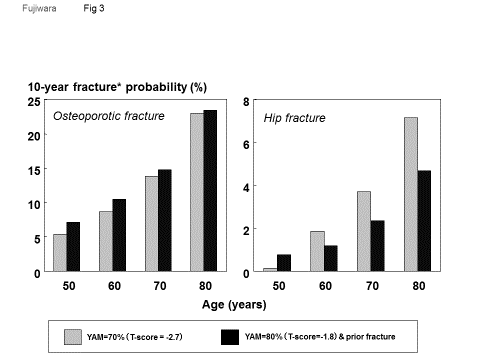 Fujiwara Fig 3
10-year fracture* probability (%)
25
20
15
10
5
0
Osteoporotic fracture
50 60 70 80
8
6
4
2
0
Hip fracture
50 60 70 80
Age (years)
YAM=70% (T-score = -2.7)
YAM=80% (T-score=-1.8) & prior fracture